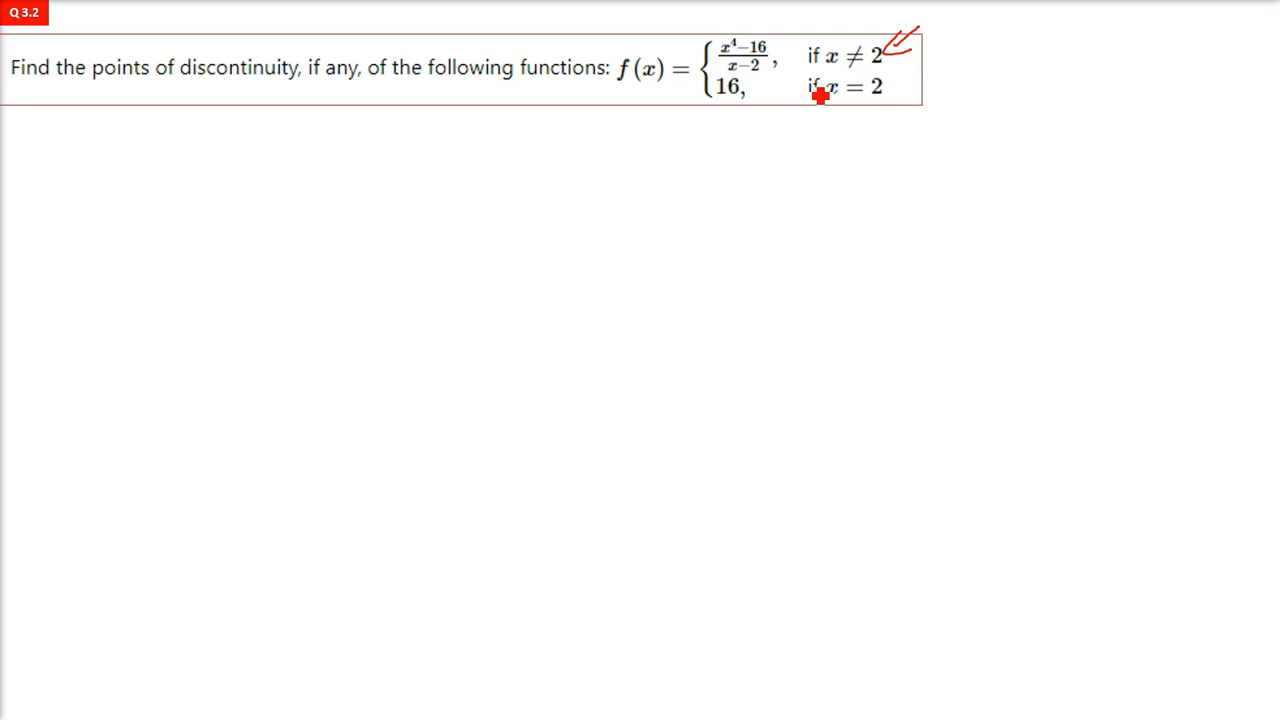 Q 3.2
Find the points of discontinuity, if any, of the following functions: f (x) = { x⁴−16 / x−2 , if x ≠ 2
16, if x = 2